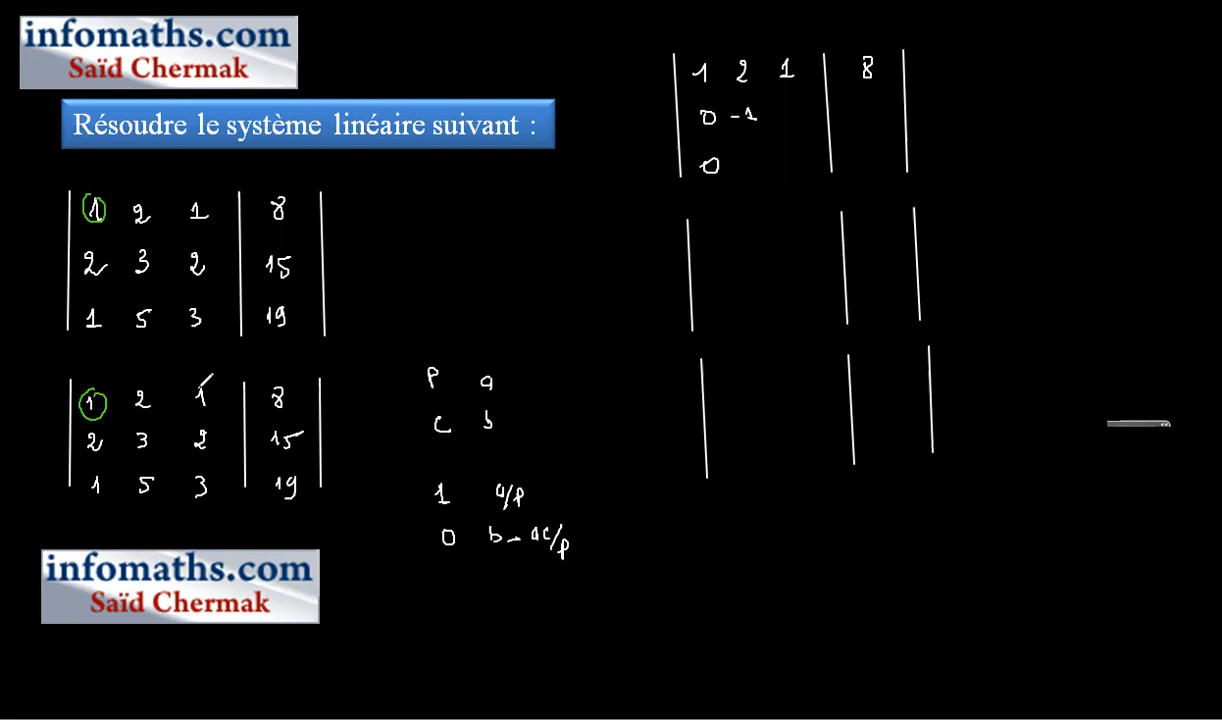 infomaths.com
Saïd Chermak
Résoudre le système linéaire suivant :
1 2 1 8
2 3 2 15
1 5 3 19
1 2 1 8
2 3 2 15
1 5 3 19
P a
c b
1 a/p
0 b - ac/p
1 2 1 8
0 -1
0
infomaths.com
Saïd Chermak